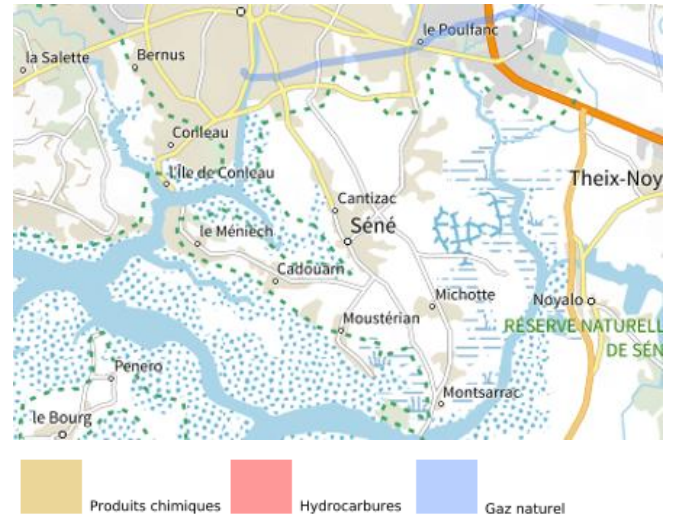 le Poulfanc
la Salette
Bernus
Conleau
l'Île de Conleau
Theix-Noy
Cantizac
Séné
le Méniech
Cadouarn
Michotte
Noyalo
Moustérian
RÉSERVE NATURELL
DE SÉN
Penero
Montsarrac
le Bourg
Produits chimiques
Hydrocarbures
Gaz naturel